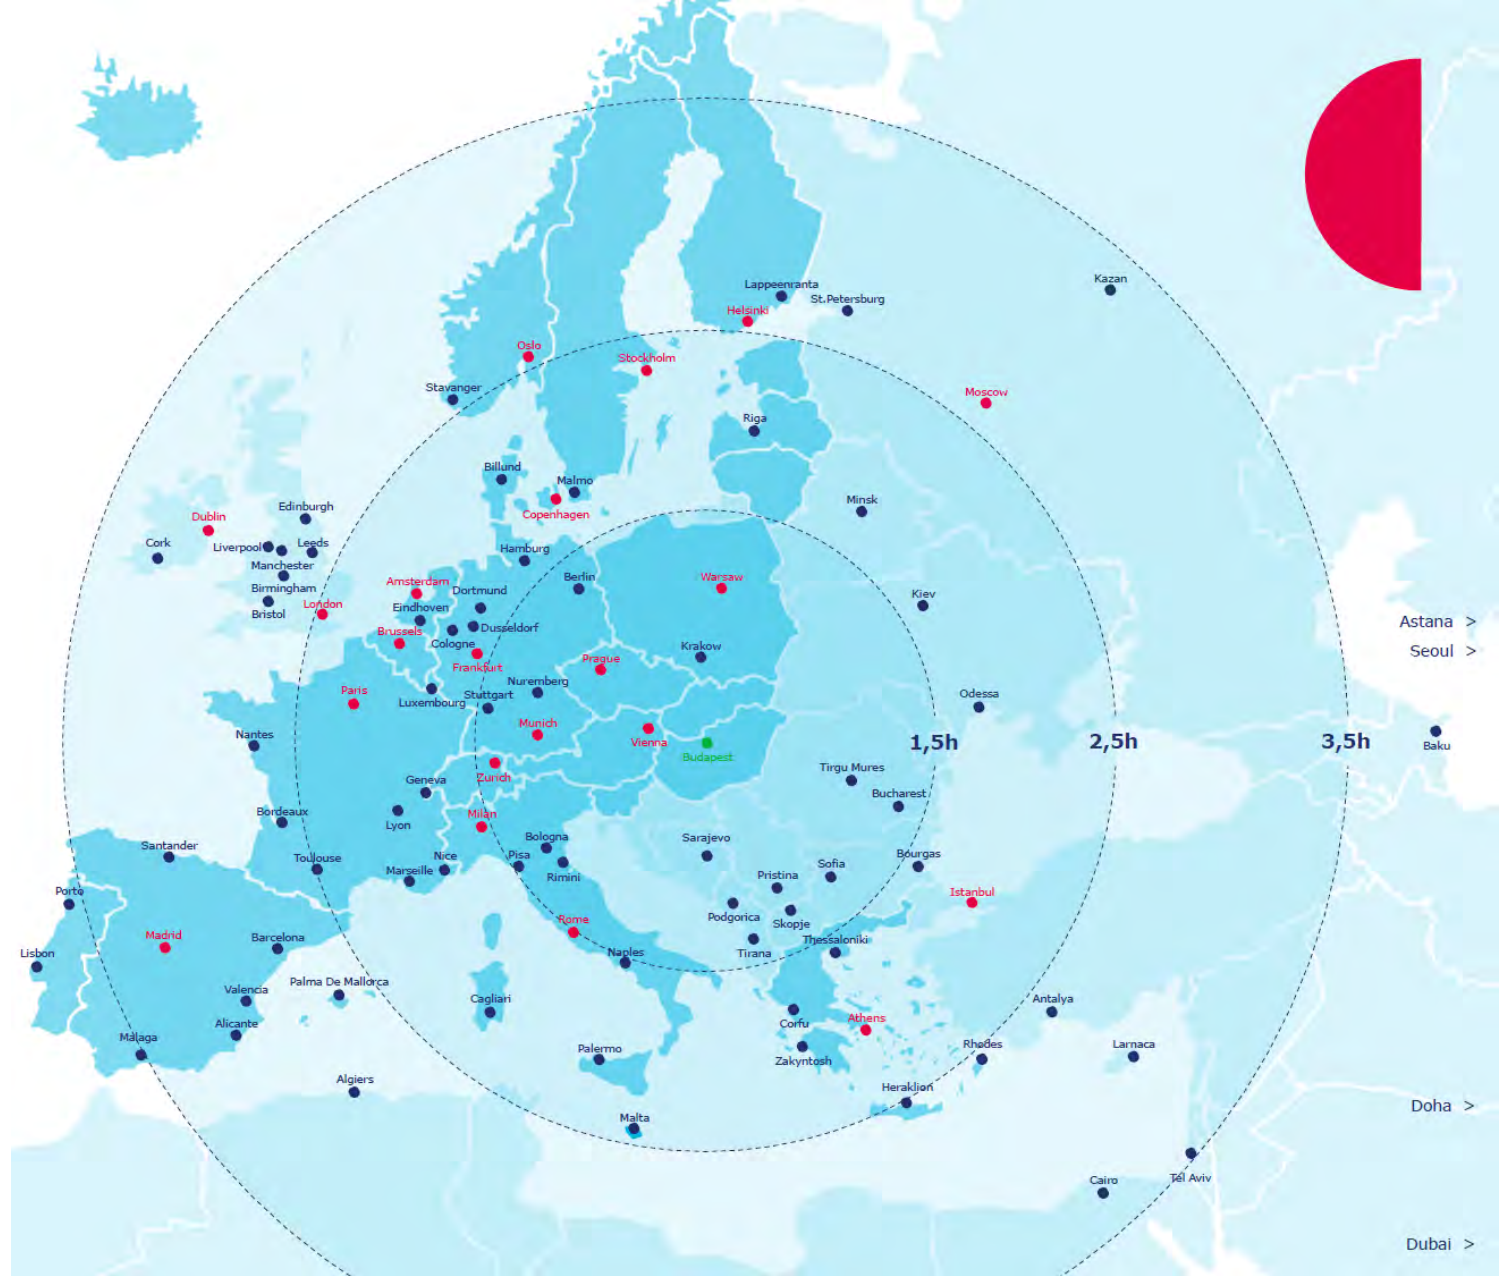 Kazan
Lappeenranta
St.Petersburg
Helsinki
Oslo
Stockholm
Stavanger
Moscow
Riga
Billund
Malmo
Copenhagen
Minsk
Edinburgh
Dublin
Cork
Liverpool
Leeds
Manchester
Hamburg
Birmingham
Amsterdam
Dortmund
Berlin
Warsaw
London
Bristol
Eindhoven
Kiev
Brussels
Dusseldorf
Cologne
Astana >
Seoul >
Frankfurt
Prague
Krakow
Nuremberg
Paris
Luxembourg
Stuttgart
Odessa
Munich
Nantes
Vienna
Budapest
1,5h
2,5h
3,5h
Baku
Zurich
Geneva
Tirgu Mures
Bucharest
Bordeaux
Lyon
Milan
Bologna
Sarajevo
Santander
Toulouse
Marseille
Nice
Pisa
Rimini
Sofia
Bourgas
Pristina
Porto
Istanbul
Podgorica
Skopje
Rome
Madrid
Barcelona
Thessaloniki
Lisbon
Naples
Tirana
Palma De Mallorca
Valencia
Cagliari
Antalya
Alicante
Corfu
Athens
Malaga
Palermo
Zakyntosh
Rhodes
Larnaca
Algiers
Heraklion
Doha >
Malta
Cairo
Tel Aviv
Dubai >